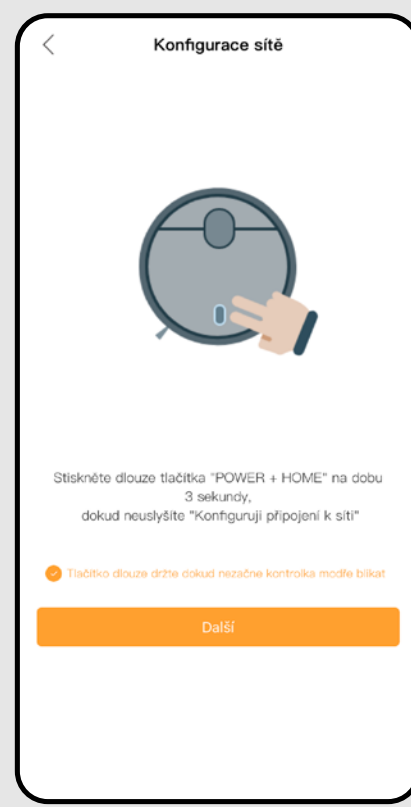 Konfigurace sítě
Stiskněte dlouze tlačítka "POWER + HOME" na dobu
3 sekundy,
dokud neuslyšíte "Konfiguruji připojení k síti"
Tlačítko dlouze držte dokud nezačne kontrolka modře blikat
Další